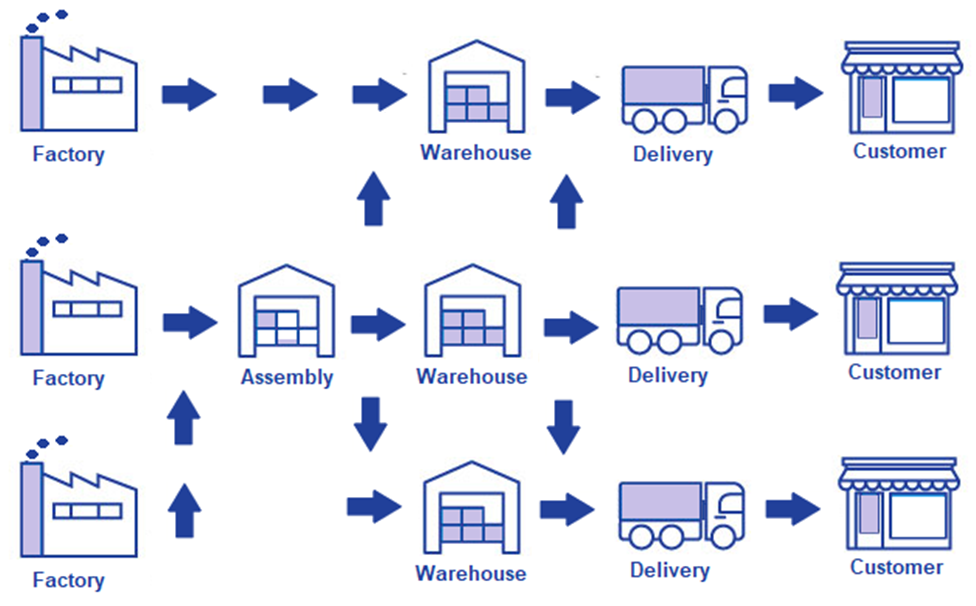 Factory
Warehouse
Delivery
Customer
Factory
Assembly
Warehouse
Delivery
Customer
Factory
Warehouse
Delivery
Customer